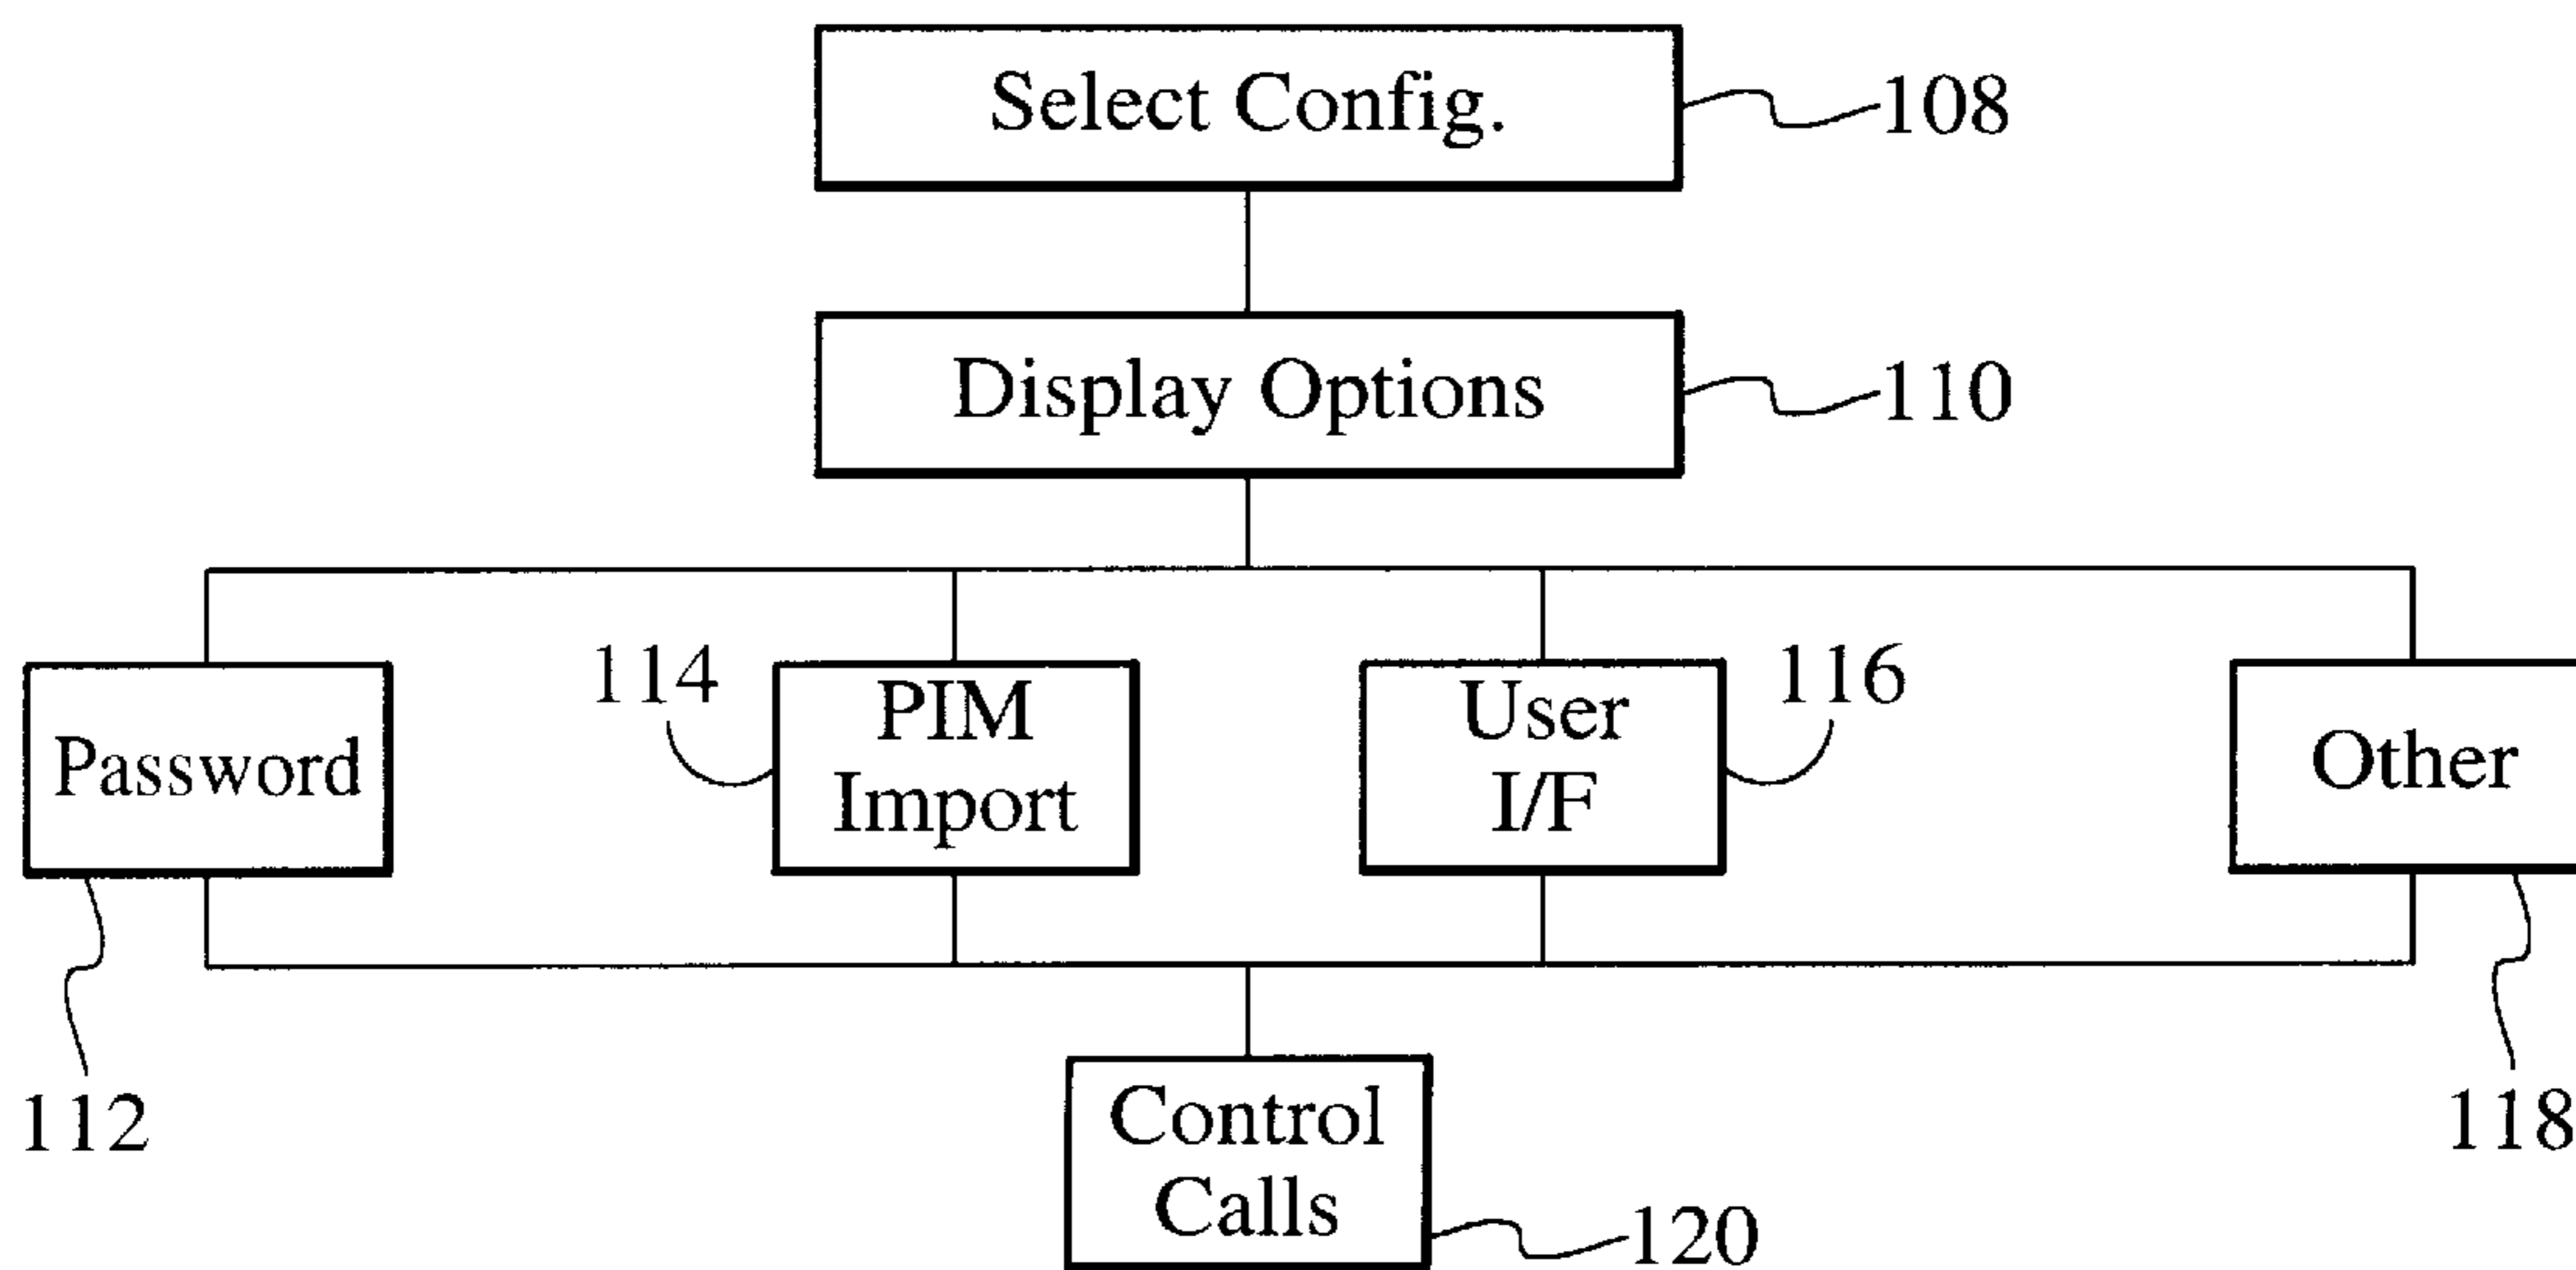 Select Config.
108
Display Options
110
Password
114
PIM
Import
User
I/F
116
Other
112
118
Control
Calls
120